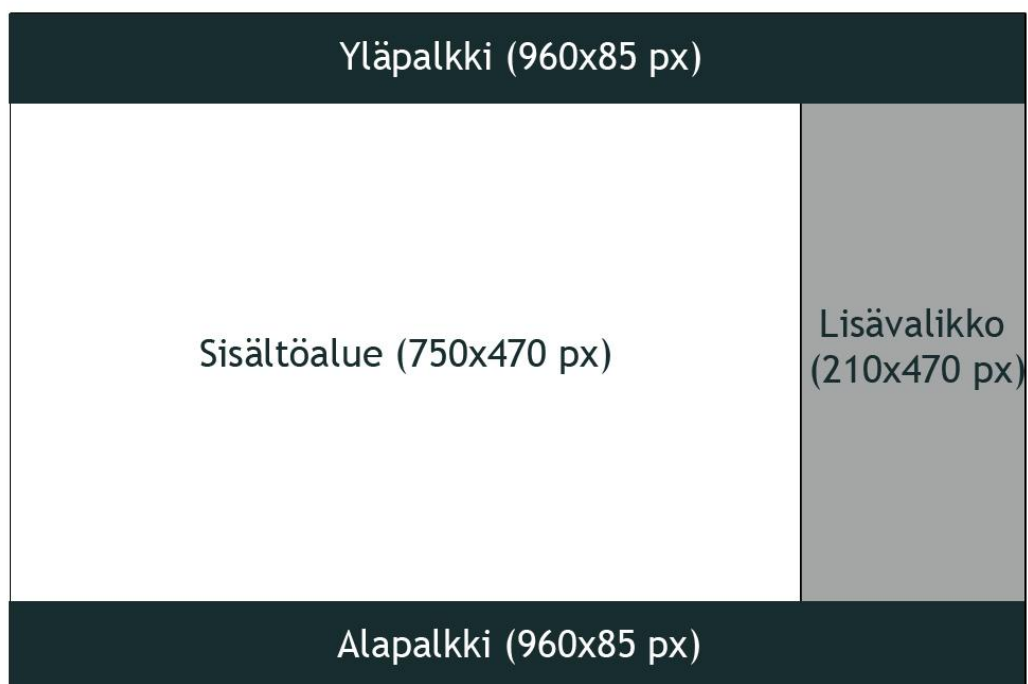 Yläpalkki (960x85 px)
Sisältöalue (750x470 px)
Lisävalikko
(210x470 px)
Alapalkki (960x85 px)